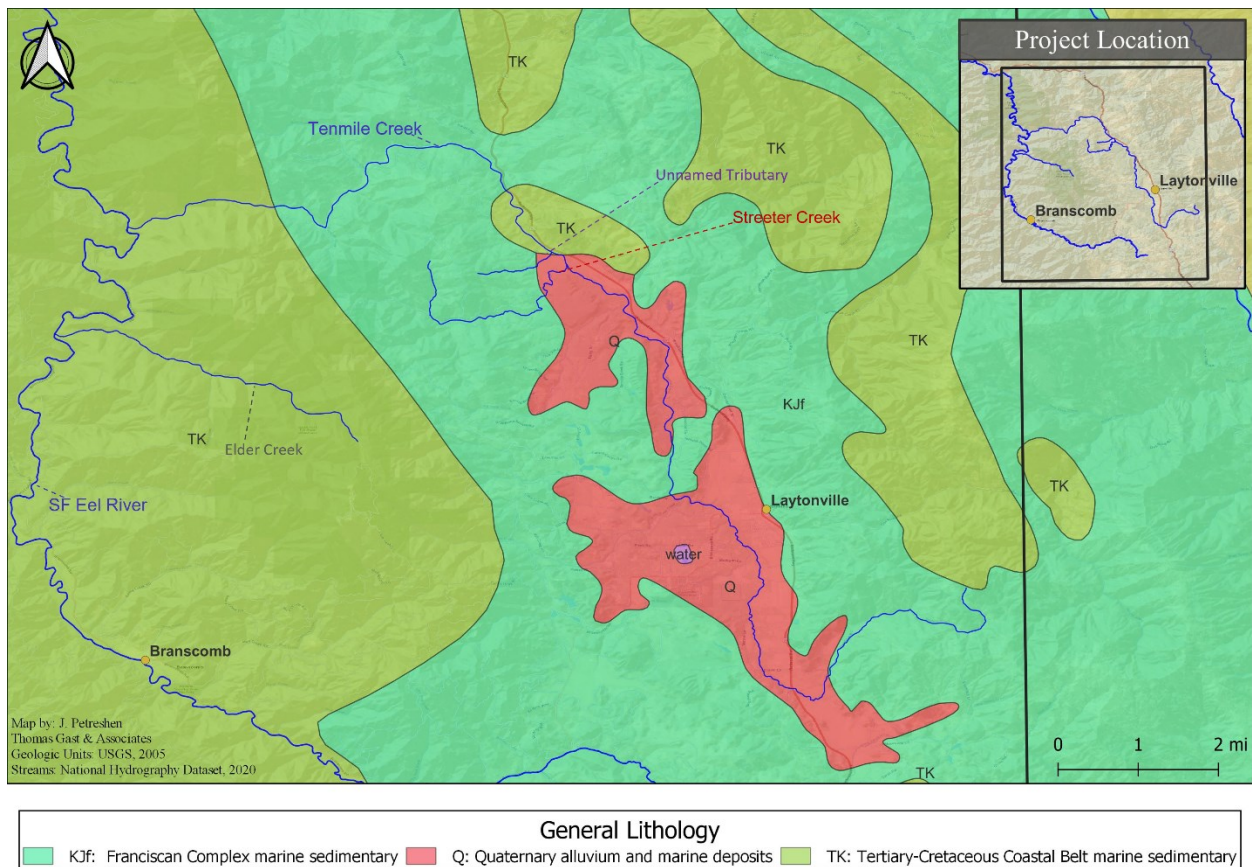 Project Location
Laytonville
Branscomb
TK
Tenmile Creek
TK
Unnamed Tributary
Streeter Creek
TK
Q
TK
KJf
TK
Elder Creek
TK
SF Eel River
Laytonville
water
Q
Branscomb
Map by: J. Petreshen
Thomas Gast & Associates
Geologic Units: USGS, 2005
Streams: National Hydrography Dataset, 2020
TK
0 1 2 mi
General Lithology
KJf: Franciscan Complex marine sedimentary Q: Quaternary alluvium and marine deposits TK: Tertiary-Cretaceous Coastal Belt marine sedimentary